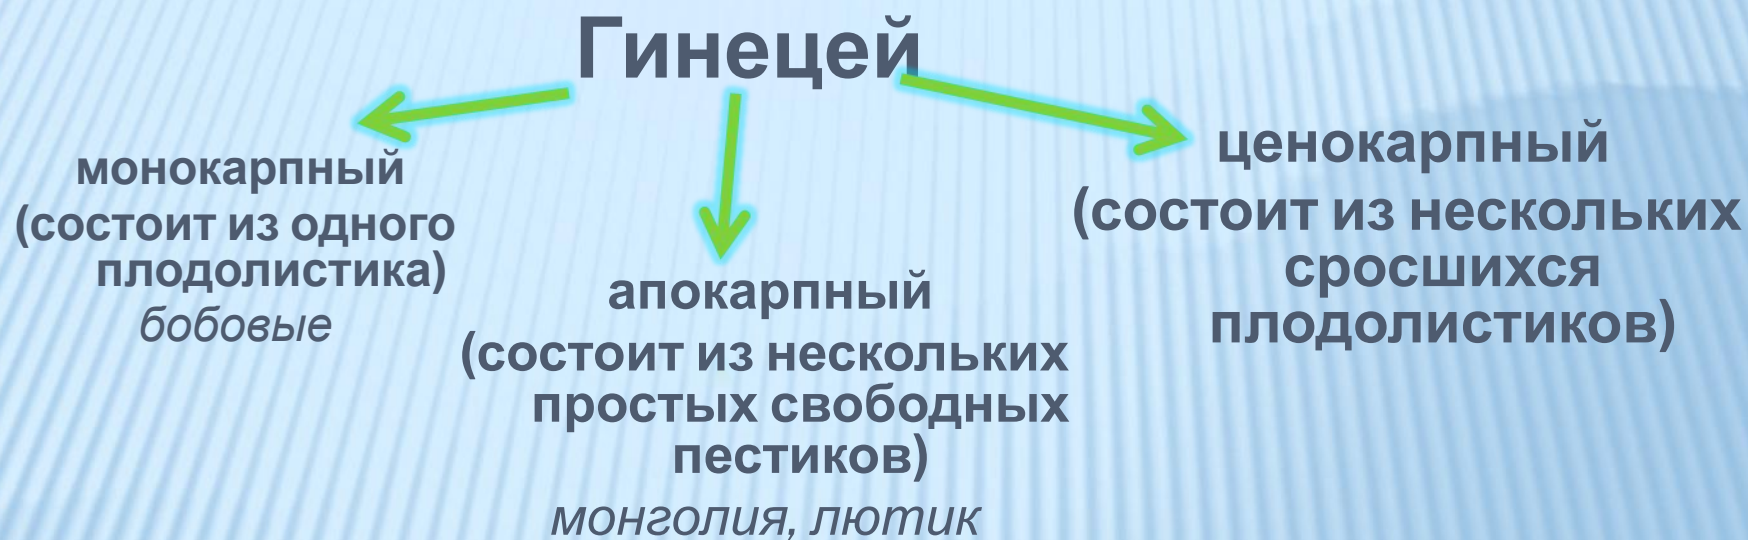 Гинецей
монокарпный
(состоит из одного
плодолистика)
бобовые
апокарпный
(состоит из нескольких
простых свободных
пестиков)
монголия, лютик
ценокарпный
(состоит из нескольких
сросшихся
плодолистиков)